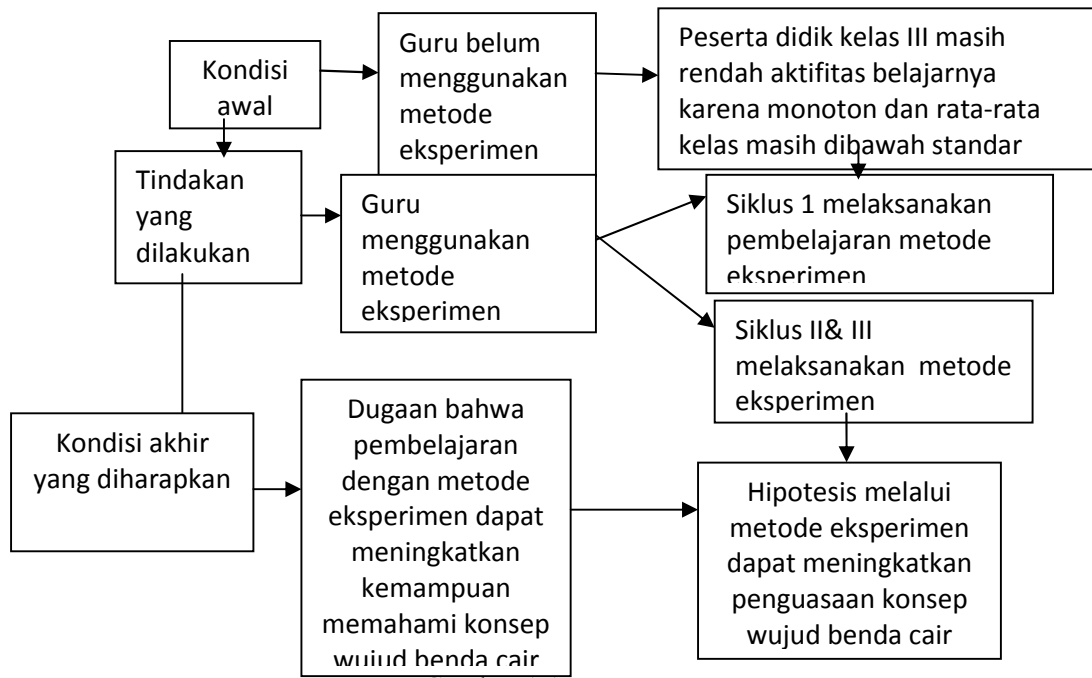 Kondisi
awal
Guru belum
menggunakan
metode
eksperimen
Peserta didik kelas III masih
rendah aktifitas belajarnya
karena monoton dan rata-rata
kelas masih dibawah standar
Tindakan
yang
dilakukan
Guru
menggunakan
metode
eksperimen
Siklus 1 melaksanakan
pembelajaran metode
eksperimen
Siklus II& III
melaksanakan metode
eksperimen
Kondisi akhir
yang diharapkan
Dugaan bahwa
pembelajaran
dengan metode
eksperimen dapat
meningkatkan
kemampuan
memahami konsep
wujud benda cair
Hipotesis melalui
metode eksperimen
dapat meningkatkan
penguasaan konsep
wujud benda cair